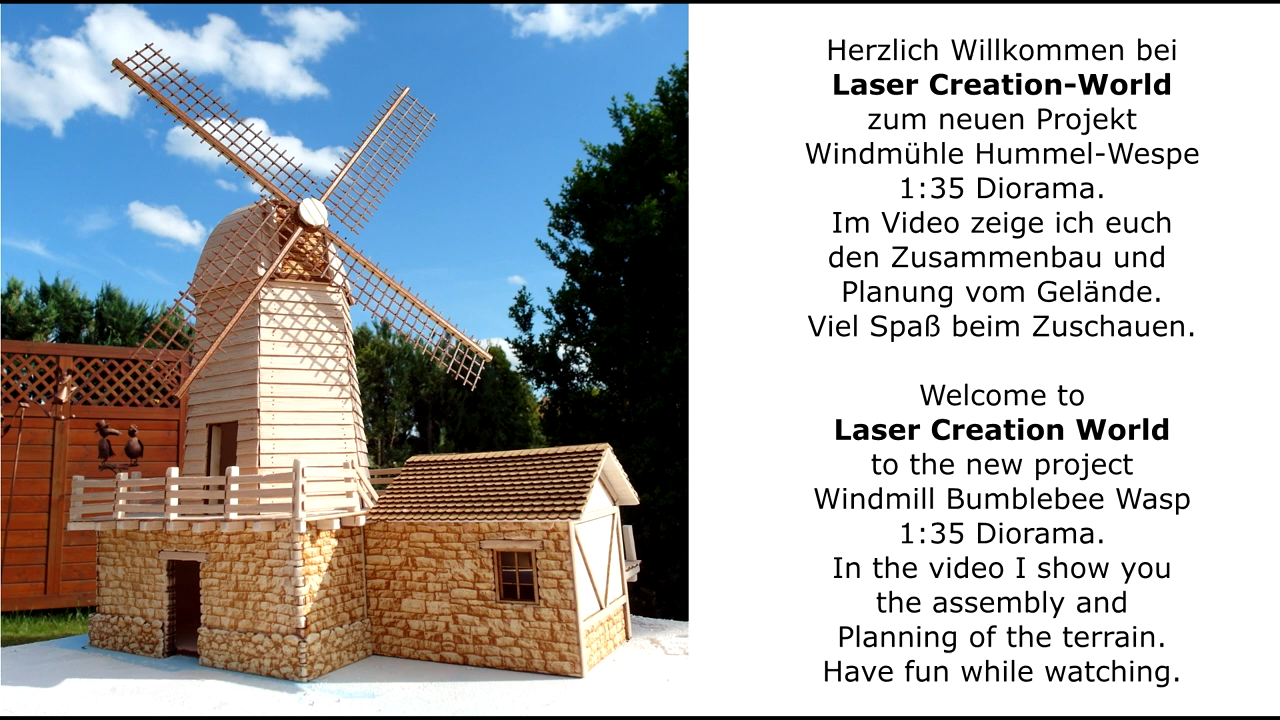 Herzlich Willkommen bei
Laser Creation-World
zum neuen Projekt
Windmühle Hummel-Wespe
1:35 Diorama.
Im Video zeige ich euch
den Zusammenbau und
Planung vom Gelände.
Viel Spaß beim Zuschauen.
Welcome to
Laser Creation World
to the new project
Windmill Bumblebee Wasp
1:35 Diorama.
In the video I show you
the assembly and
Planning of the terrain.
Have fun while watching.